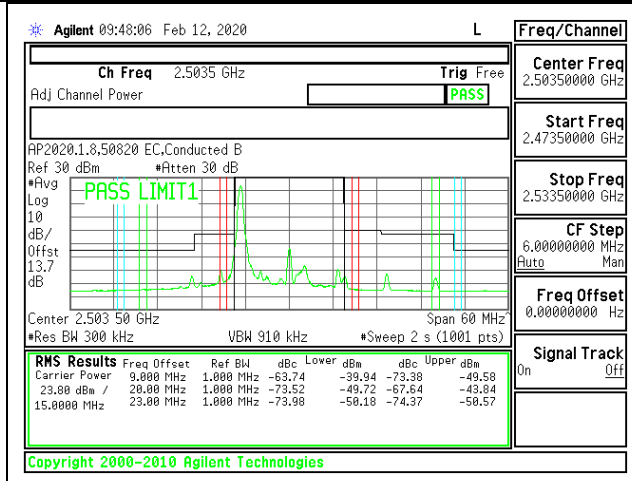 Agilent 09:48:06 Feb 12, 2020 L Freq/Channel
Ch Freq 2.5035 GHz Trig Free
Adj Channel Power PASS
Center Freq
2.50350000 GHz
Start Freq
2.47350000 GHz
AP2020.1.8,50820 EC,Conducted B
Ref 30 dBm #Atten 30 dB
#Avg
Log
10
dB/
Offst
13.7
dB
PASS LIMIT1
Stop Freq
2.53350000 GHz
CF Step
6.00000000 MHz
Auto Man
Freq Offset
0.00000000 Hz
Center 2.503 50 GHz Span 60 MHz
#Res BW 300 kHz VBW 910 kHz #Sweep 2 s (1001 pts)
Signal Track
On Off
RMS Results Freq Offset Ref BW dBc Lower dBm dBc Upper dBm
Carrier Power 9.000 MHz 1.000 MHz -63.74 -39.94 -73.38 -49.58
23.80 dBm / 20.00 MHz 1.000 MHz -73.52 -49.72 -67.64 -43.84
15.0000 MHz 23.00 MHz 1.000 MHz -73.98 -50.18 -74.37 -50.57
Copyright 2000-2010 Agilent Technologies